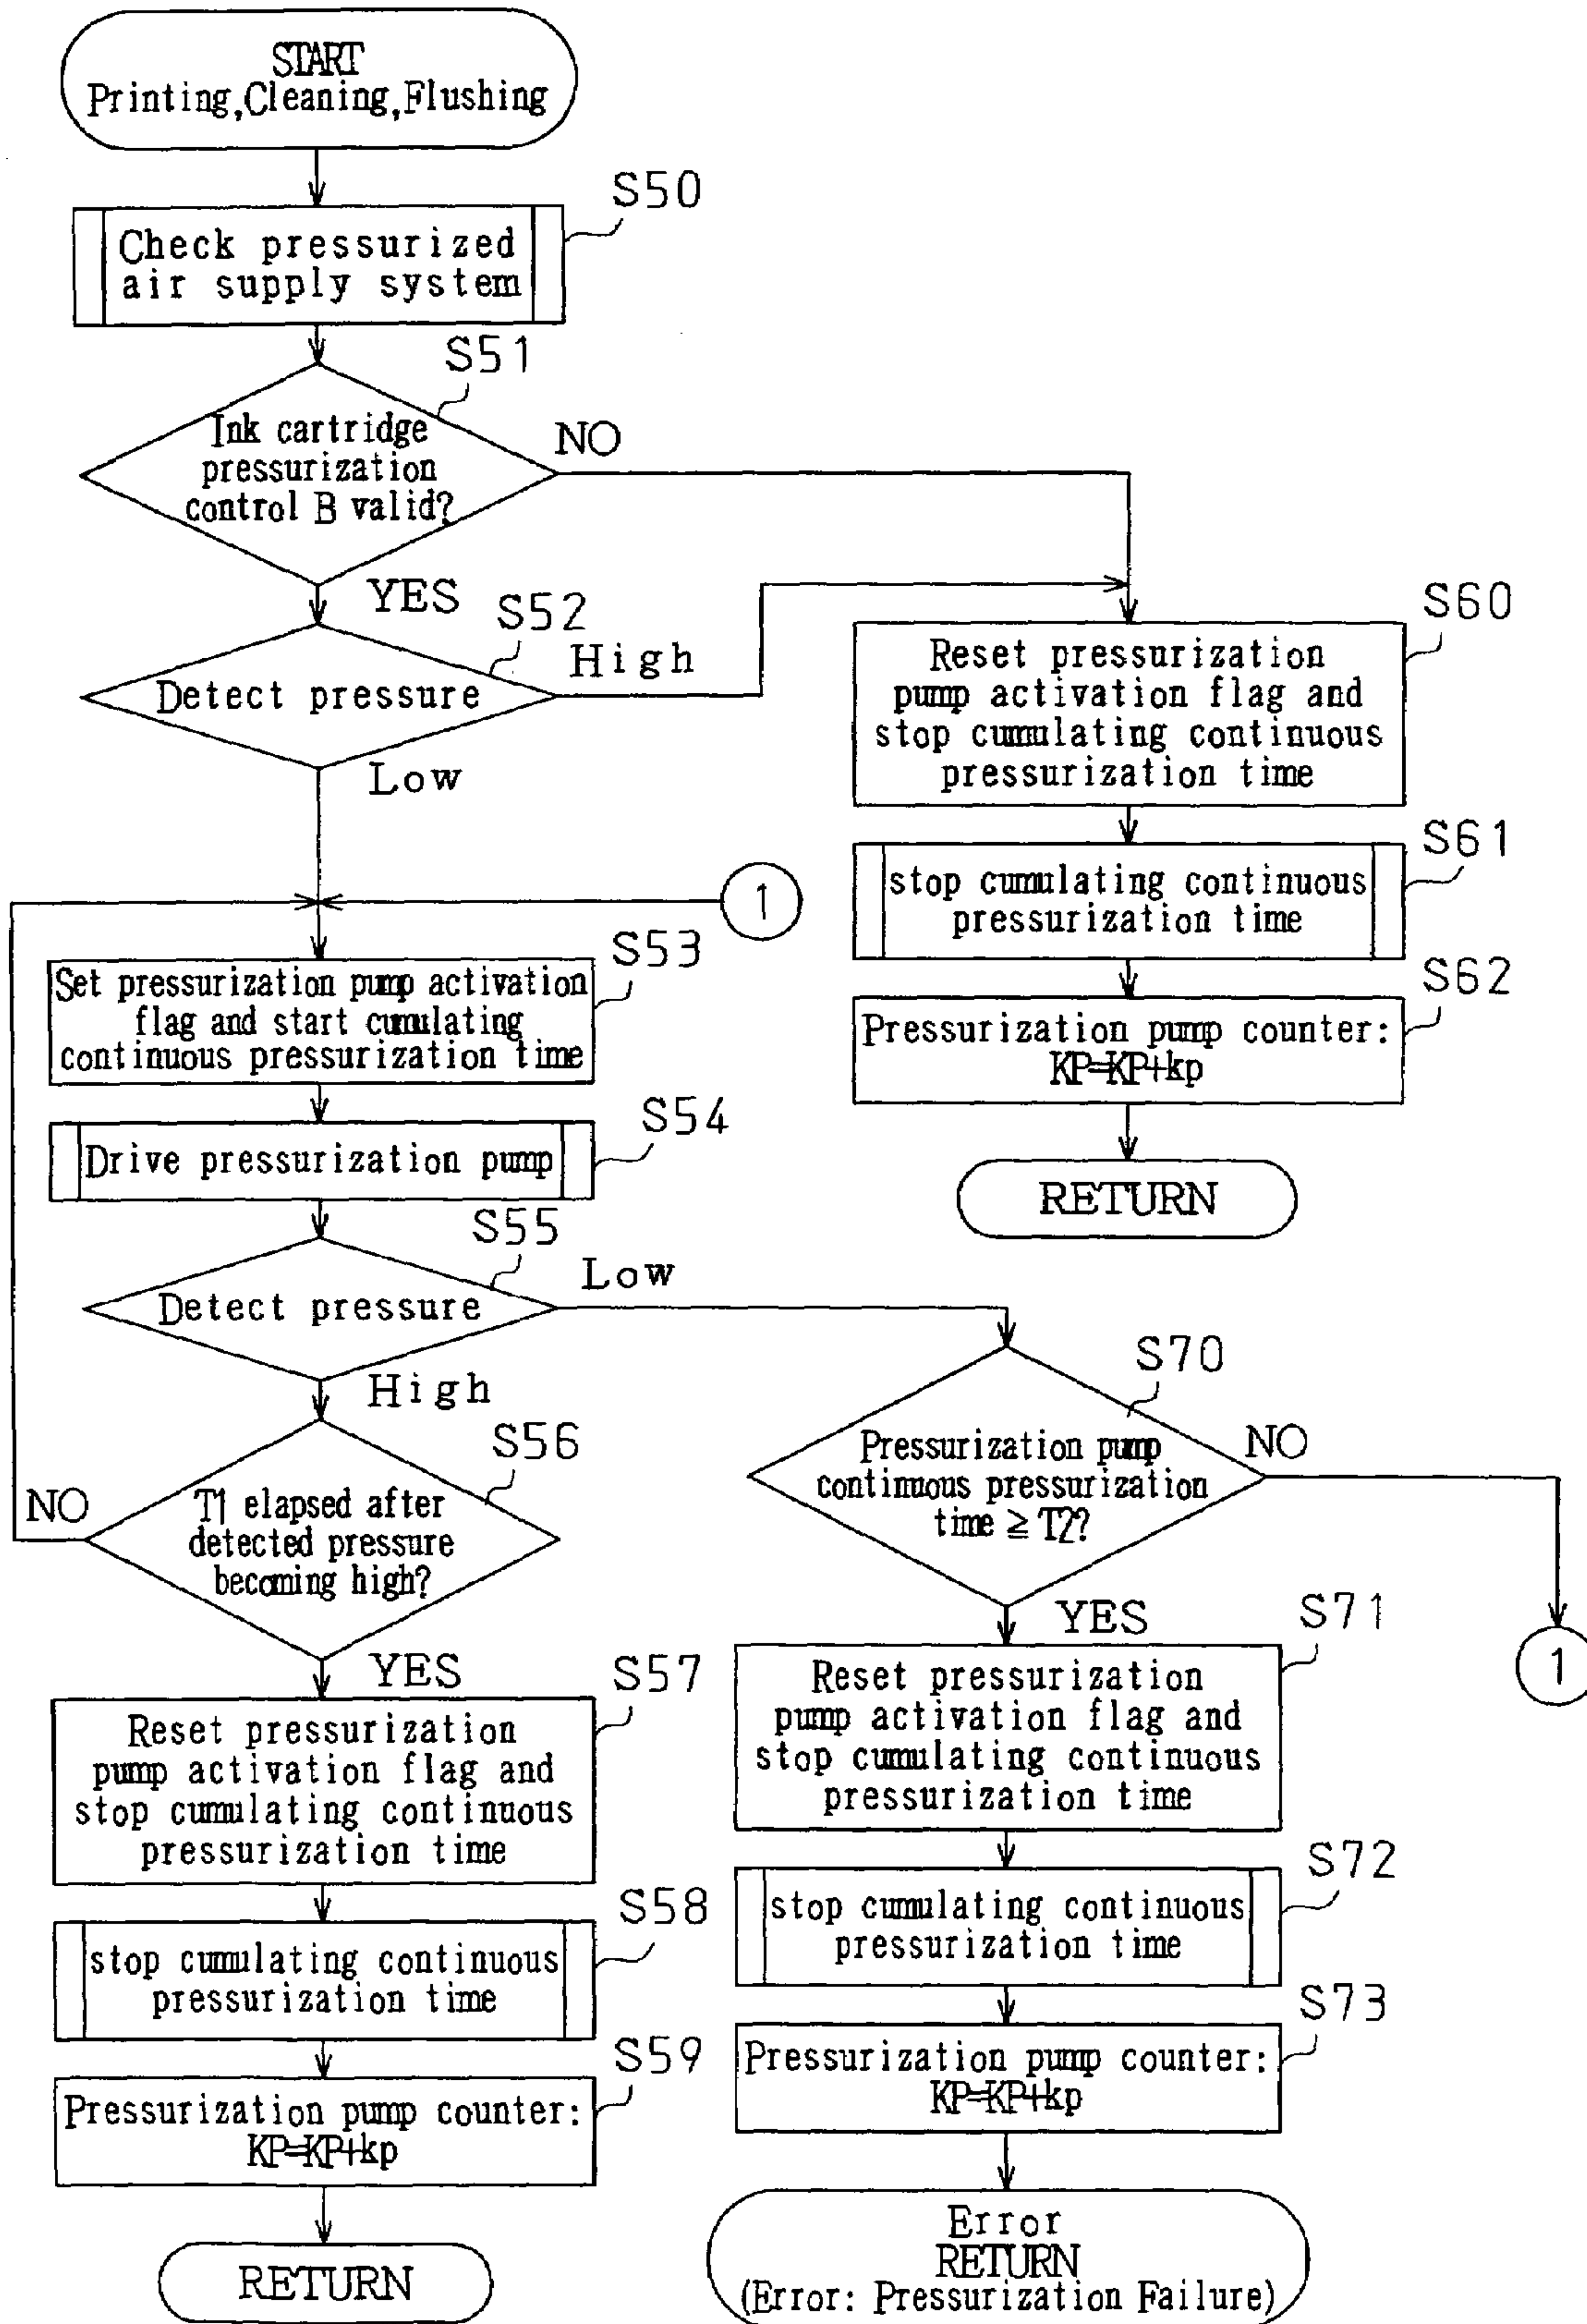 START
Printing,Cleaning,Flushing
S50
Check pressurized
air supply system
S51
Ink cartridge
pressurization
control B valid?
NO
YES
S52
Detect pressure
High
Low
S60
Reset pressurization
pump activation flag and
stop cumulating continuous
pressurization time
S61
stop cumulating continuous
pressurization time
S62
Pressurization pump counter:
KP=KP+kp
RETURN
1
S53
Set pressurization pump activation
flag and start cumulating
continuous pressurization time
S54
Drive pressurization pump
S55
Detect pressure
Low
High
S56
T1 elapsed after
detected pressure
becoming high?
NO
YES
S57
Reset pressurization
pump activation flag and
stop cumulating continuous
pressurization time
S58
stop cumulating continuous
pressurization time
S59
Pressurization pump counter:
KP=KP+kp
RETURN
S70
Pressurization pump
continuous pressurization
time ≧ T2?
NO
1
YES
S71
Reset pressurization
pump activation flag and
stop cumulating continuous
pressurization time
S72
stop cumulating continuous
pressurization time
S73
Pressurization pump counter:
KP=KP+kp
Error
RETURN
(Error: Pressurization Failure)